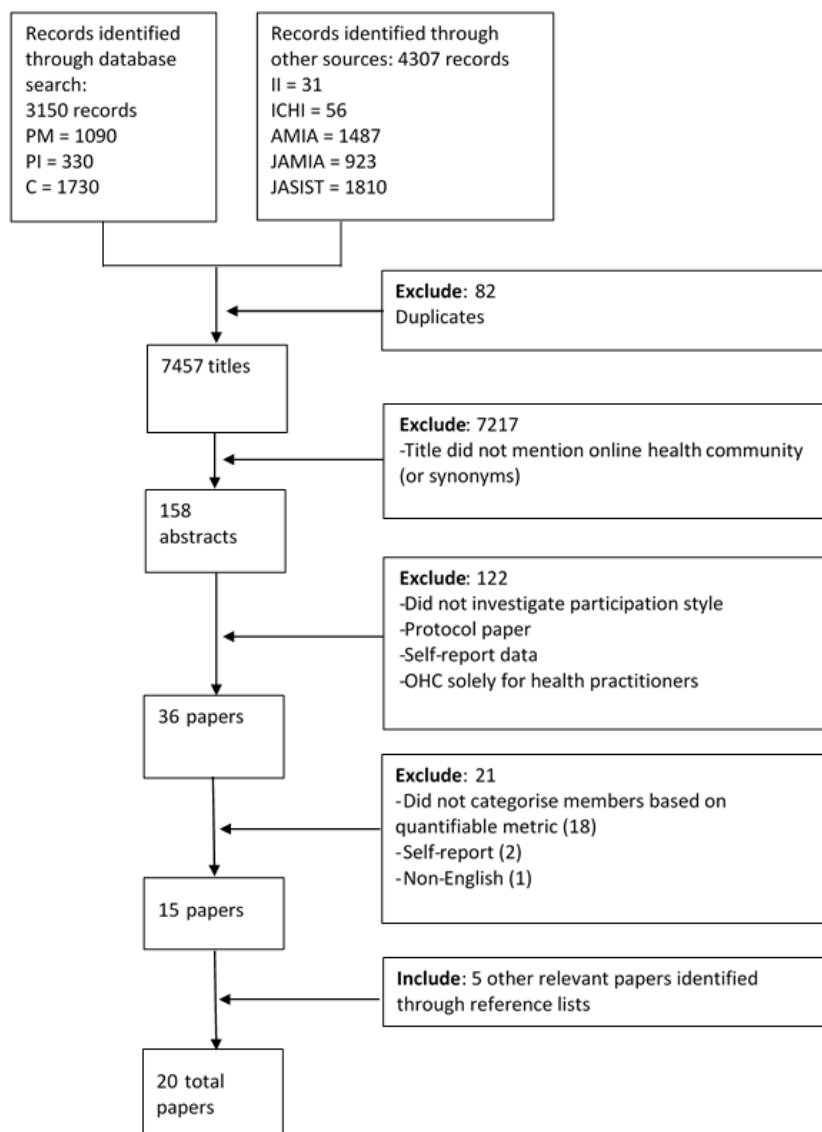 Records identified
through database
search:
3150 records
PM = 1090
PI = 330
C = 1730
Records identified through
other sources: 4307 records
II = 31
ICHI = 56
AMIA = 1487
JAMIA = 923
JASIST = 1810
Exclude: 82
Duplicates
7457 titles
Exclude: 7217
-Title did not mention online health community
(or synonyms)
158
abstracts
Exclude: 122
-Did not investigate participation style
-Protocol paper
-Self-report data
-OHC solely for health practitioners
36 papers
Exclude: 21
-Did not categorise members based on
quantifiable metric (18)
-Self-report (2)
-Non-English (1)
15 papers
Include: 5 other relevant papers identified
through reference lists
20 total
papers